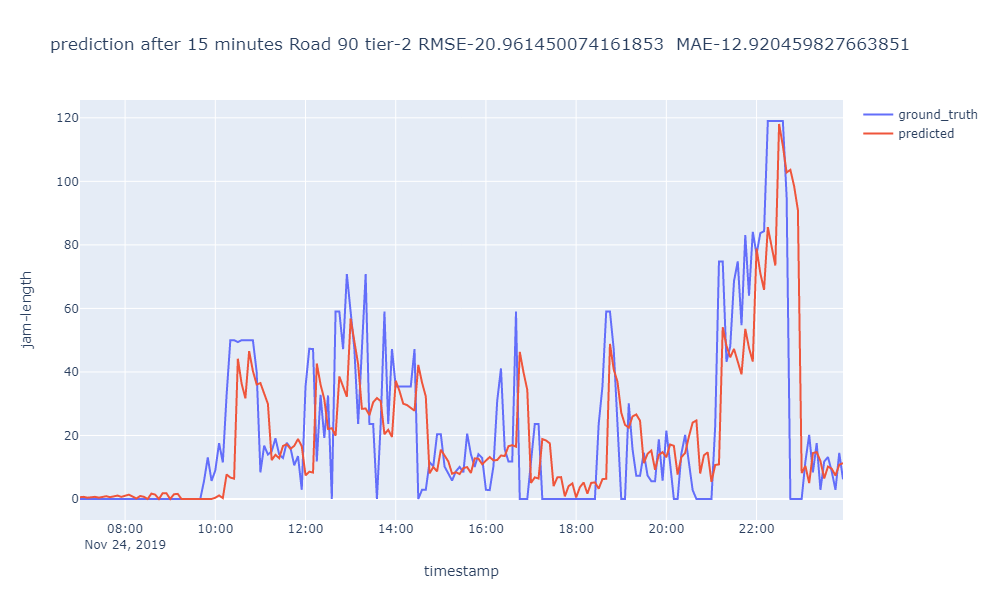 prediction after 15 minutes Road 90 tier-2 RMSE-20.961450074161853  MAE-12.920459827663851
ground_truth
predicted
120
100
80
60
40
20
0
jam-length
08:00 10:00 12:00 14:00 16:00 18:00 20:00 22:00
Nov 24, 2019
timestamp